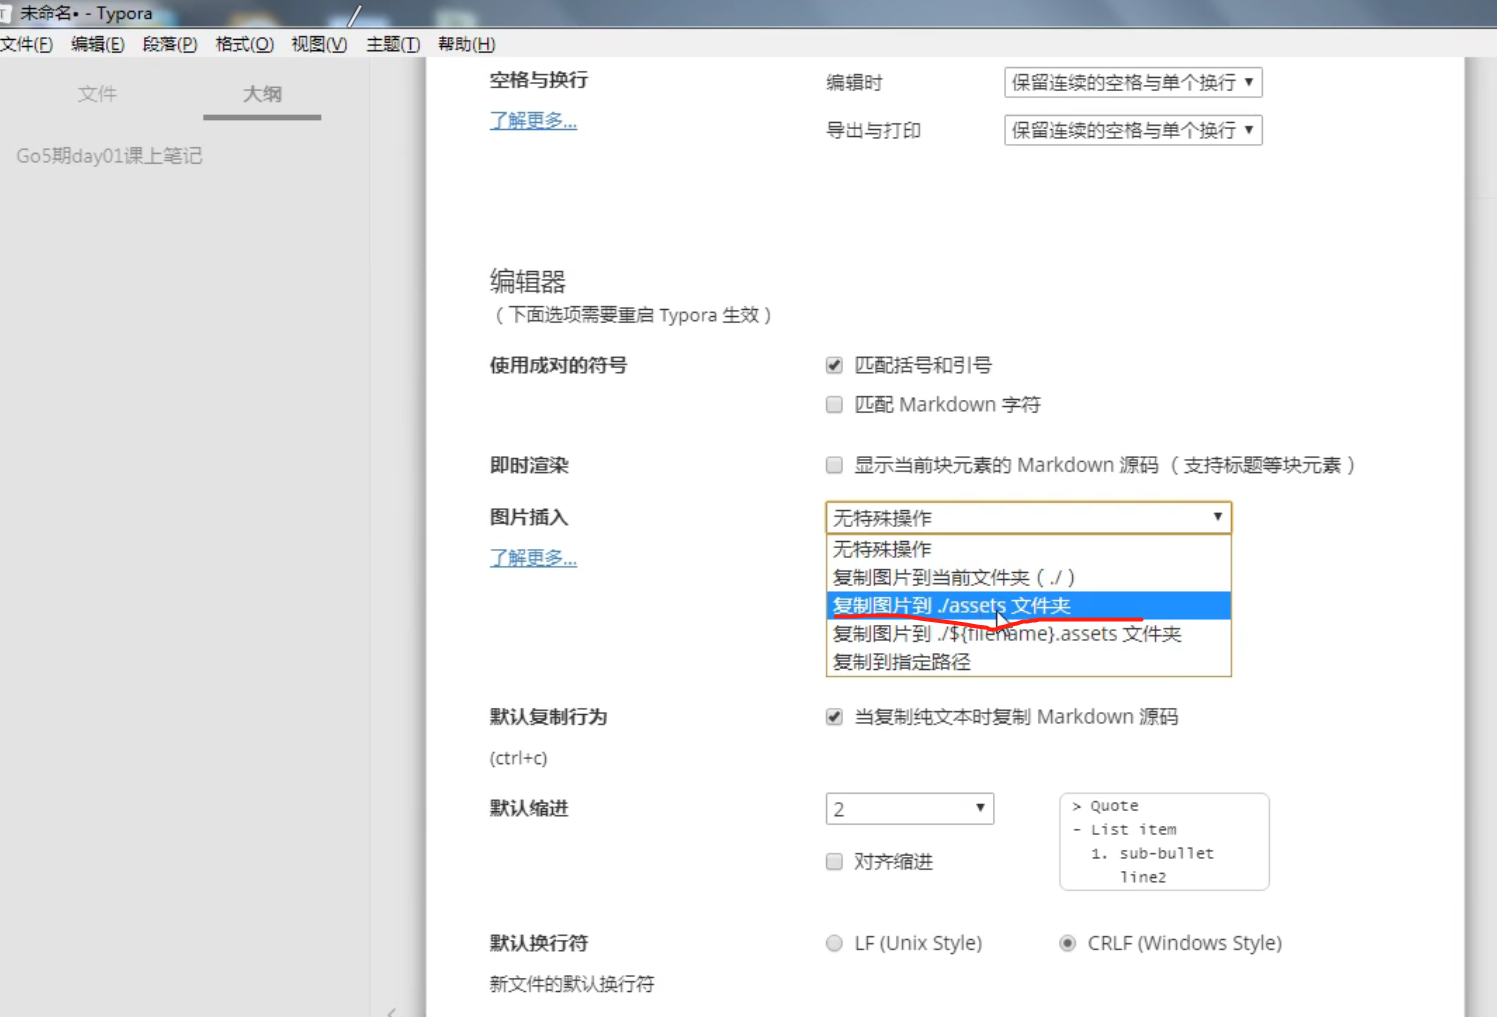 未命名• - Typora
文件(F) 编辑(E) 段落(P) 格式(O) 视图(V) 主题(T) 帮助(H)
文件 大纲
Go5期day01课上笔记
空格与换行
了解更多...
编辑时 保留连续的空格与单个换行
导出与打印 保留连续的空格与单个换行
编辑器
（下面选项需要重启 Typora 生效）
使用成对的符号 匹配括号和引号
匹配 Markdown 字符
即时渲染 显示当前块元素的 Markdown 源码（支持标题等块元素）
图片插入 无特殊操作
了解更多...
无特殊操作
复制图片到当前文件夹（./）
复制图片到 ./assets 文件夹
复制图片到 ./${filename}.assets 文件夹
复制到指定路径
默认复制行为 当复制纯文本时复制 Markdown 源码
(ctrl+c)
默认缩进 2
对齐缩进
> Quote
- List item
1. sub-bullet
line2
默认换行符 LF (Unix Style) CRLF (Windows Style)
新文件的默认换行符